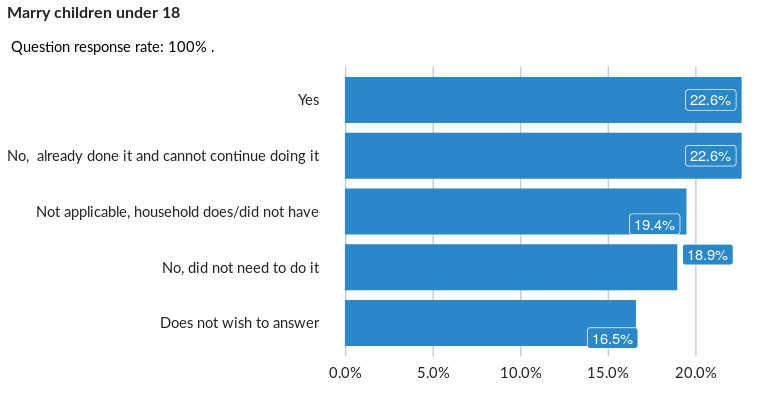 Marry children under 18
Question response rate: 100% .
Yes
22.6%
No,  already done it and cannot continue doing it
22.6%
Not applicable, household does/did not have
19.4%
No, did not need to do it
18.9%
Does not wish to answer
16.5%
0.0% 5.0% 10.0% 15.0% 20.0%